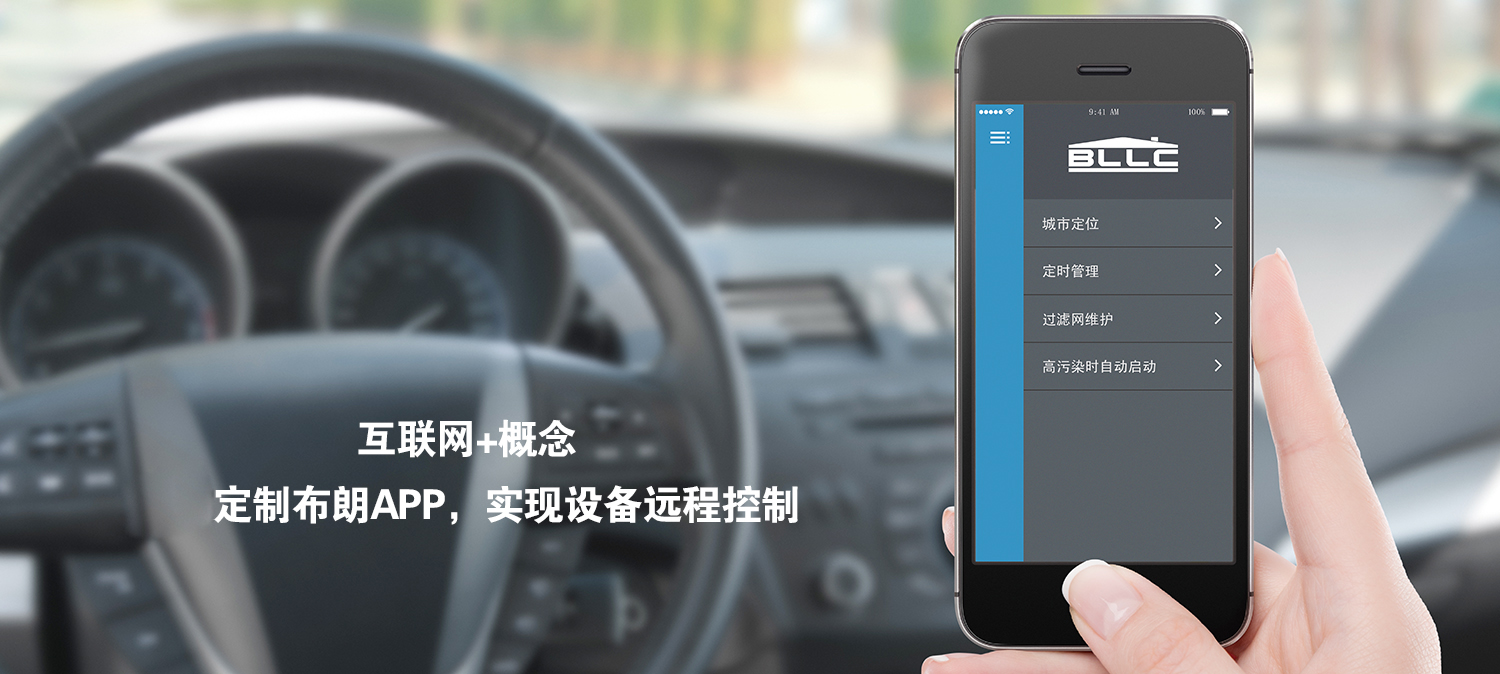 9:41 AM
100%
BLLC
城市定位
定时管理
过滤网维护
高污染时自动启动
互联网+概念
定制布朗APP，实现设备远程控制